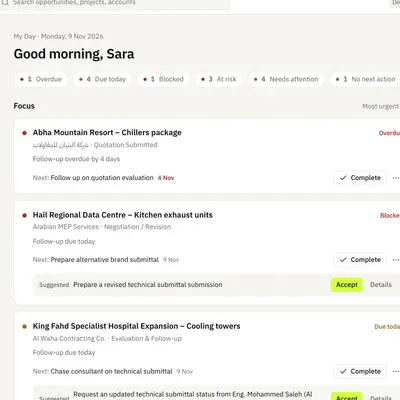 Search opportunities, projects, accounts
My Day · Monday, 9 Nov 2026
Good morning, Sara
1 Overdue
4 Due today
1 Blocked
3 At risk
4 Needs attention
1 No next action
Focus
Most urgent
Abha Mountain Resort – Chillers package
شركة البنيان للمقاولات · Quotation Submitted
Follow-up overdue by 4 days
Next: Follow up on quotation evaluation 4 Nov
Complete
Hail Regional Data Centre – Kitchen exhaust units
Arabian MEP Services · Negotiation / Revision
Follow-up due today
Next: Prepare alternative brand submittal 9 Nov
Complete
Suggested Prepare a revised technical submittal submission
Accept
Details
King Fahd Specialist Hospital Expansion – Cooling towers
Due toda
Al Waha Contracting Co. · Evaluation & Follow-up
Follow-up due today
Next: Chase consultant on technical submittal 9 Nov
Complete
Request an updated technical submittal status from Eng. Mohammed Saleh (Al
Suggested
Accept
Details